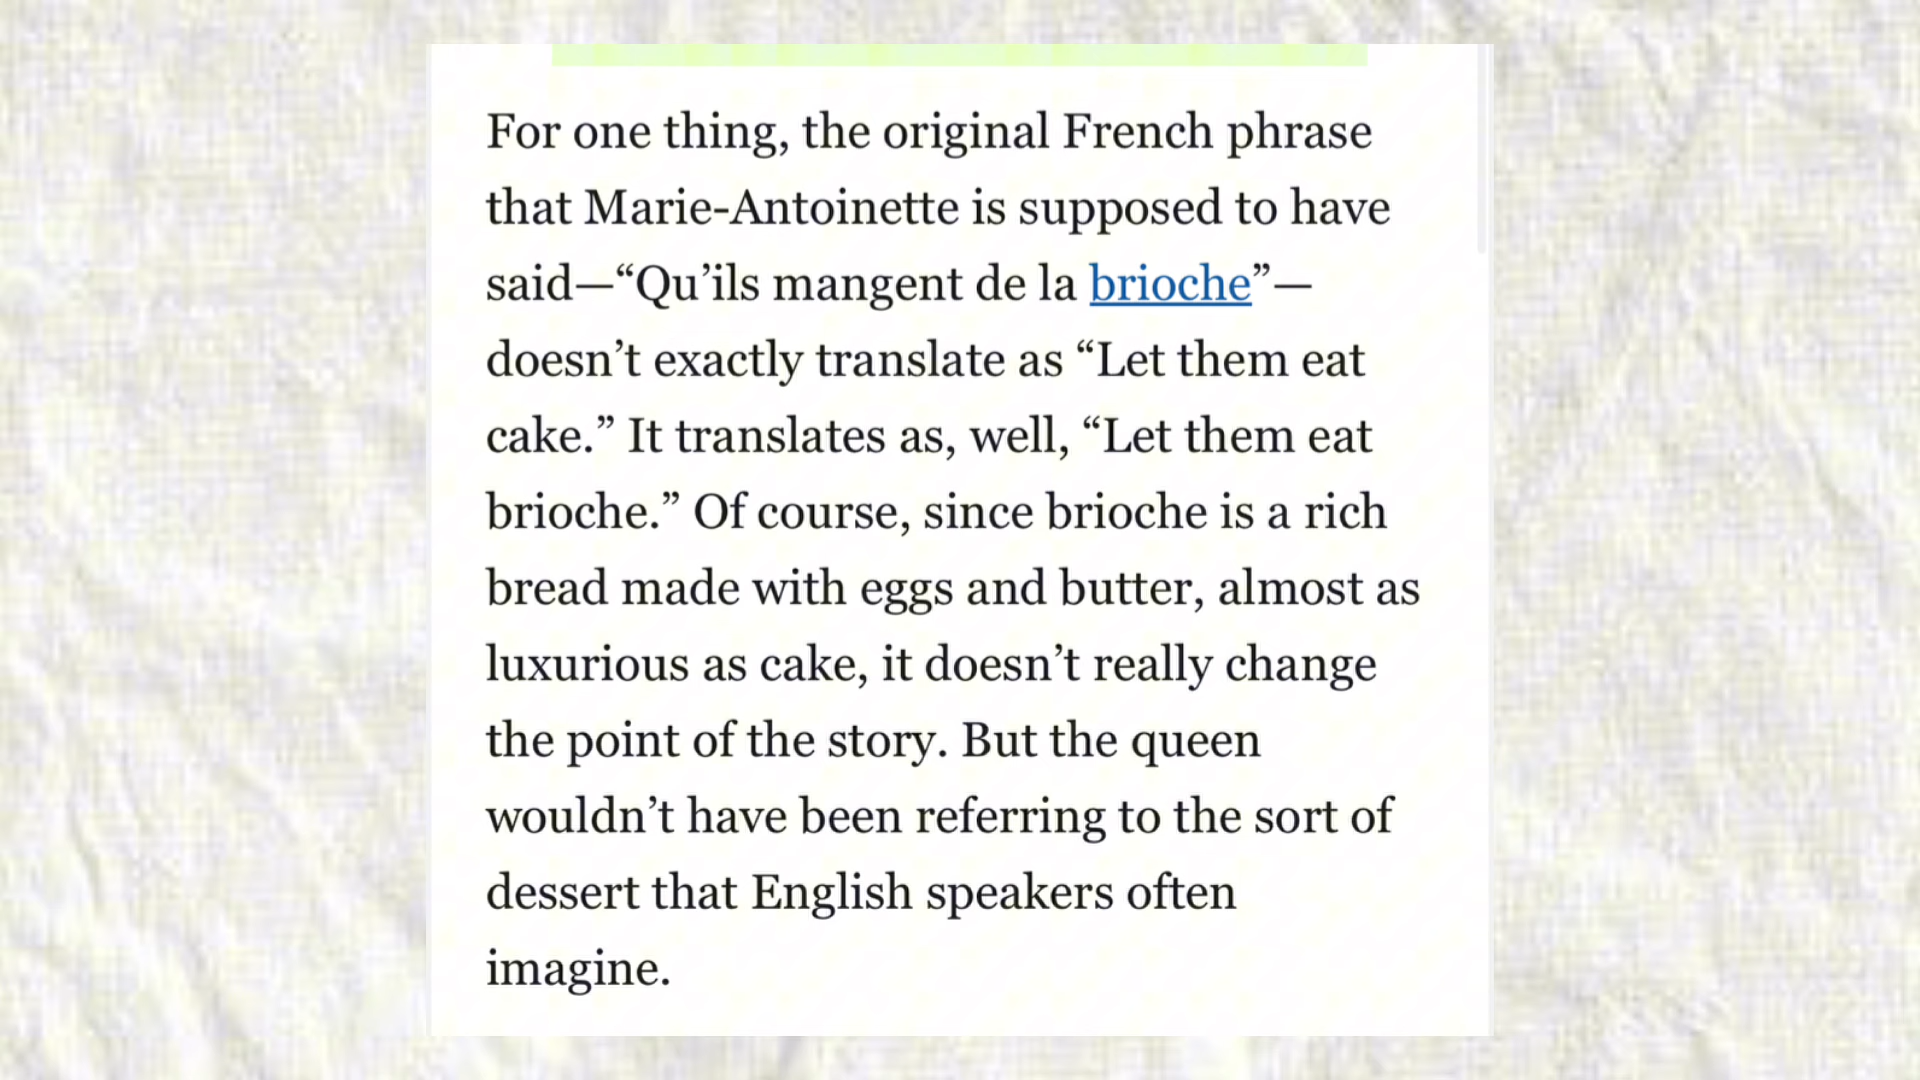 For one thing, the original French phrase
that Marie-Antoinette is supposed to have
said—“Qu’ils mangent de la brioche”—
doesn’t exactly translate as “Let them eat
cake.” It translates as, well, “Let them eat
brioche.” Of course, since brioche is a rich
bread made with eggs and butter, almost as
luxurious as cake, it doesn’t really change
the point of the story. But the queen
wouldn’t have been referring to the sort of
dessert that English speakers often
imagine.